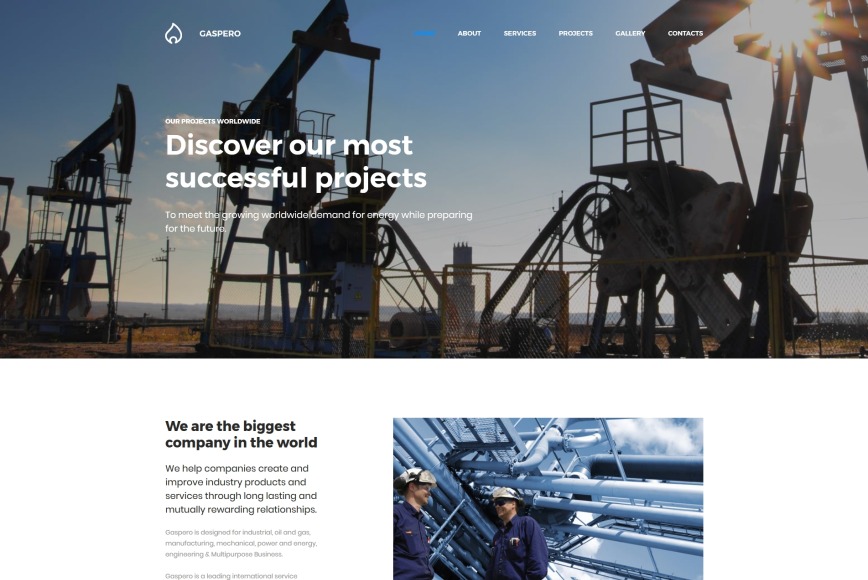 GASPERO
HOME ABOUT SERVICES PROJECTS GALLERY CONTACTS
OUR PROJECTS WORLDWIDE
Discover our most
successful projects
To meet the growing worldwide demand for energy while preparing
for the future.
We are the biggest
company in the world
We help companies create and
improve industry products and
services through long lasting and
mutually rewarding relationships.
Gaspero is designed for industrial, oil and gas,
manufacturing, mechanical, power and energy,
engineering & Multipurpose Business.
Gaspero is a leading international service